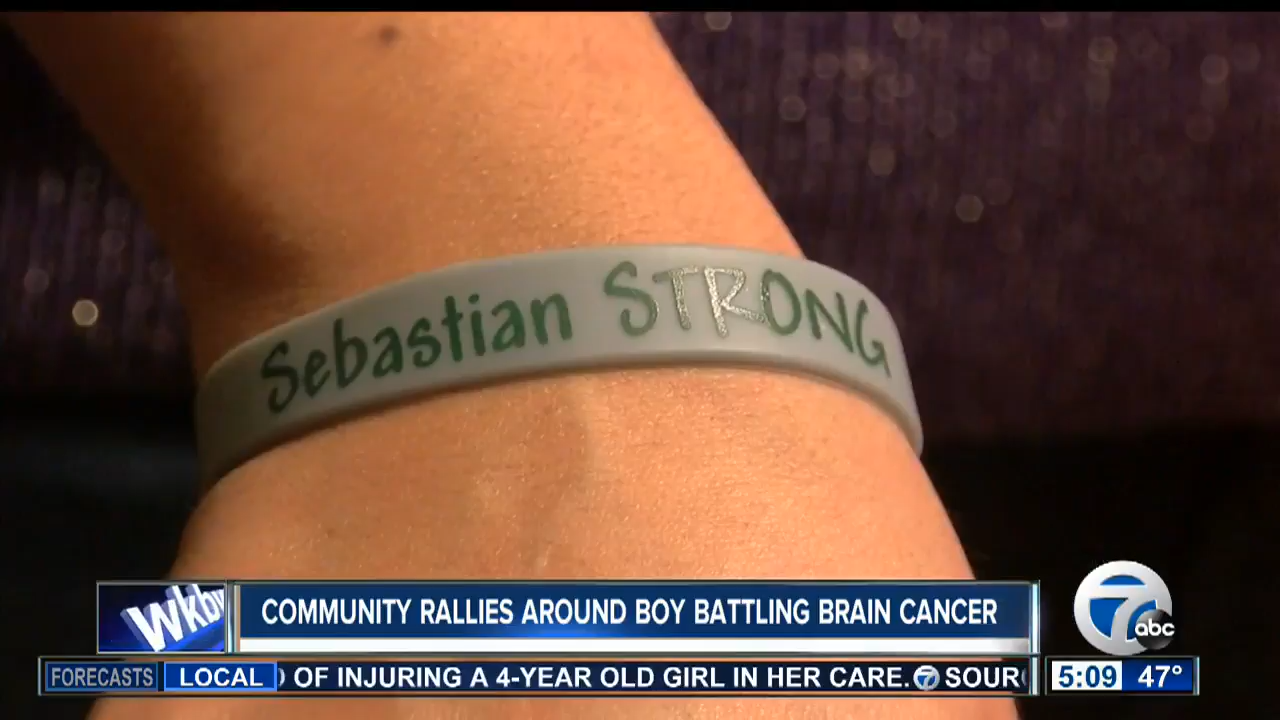 Sebastian STRONG
wkbw
COMMUNITY RALLIES AROUND BOY BATTLING BRAIN CANCER
7
abc
FORECASTS LOCAL OF INJURING A 4-YEAR OLD GIRL IN HER CARE. 7
5:09 47°